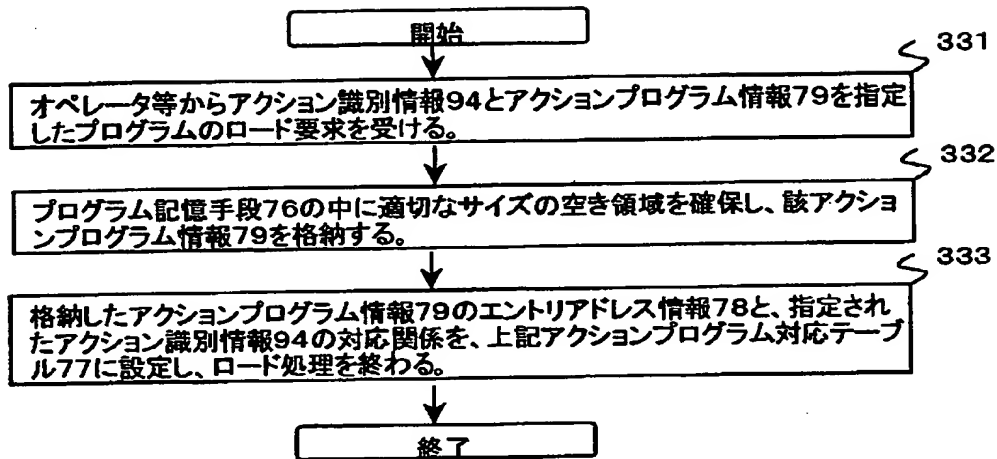 開始
331
オペレータ等からアクション識別情報94とアクションプログラム情報79を指定
したプログラムのロード要求を受ける。
332
プログラム記憶手段76の中に適切なサイズの空き領域を確保し、該アクショ
ンプログラム情報79を格納する。
333
格納したアクションプログラム情報79のエントリアドレス情報78と、指定され
たアクション識別情報94の対応関係を、上記アクションプログラム対応テーブ
ル77に設定し、ロード処理を終わる。
終了